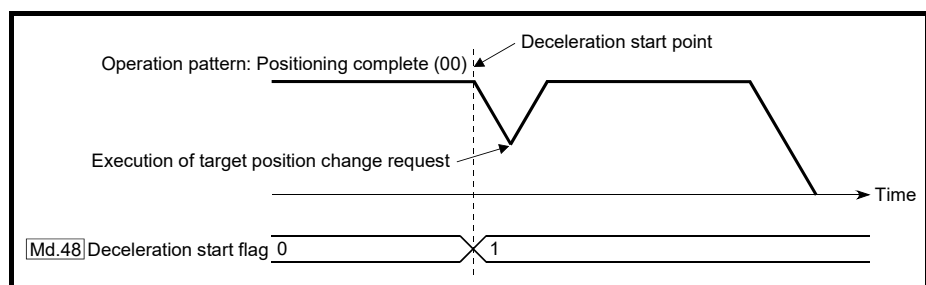 Deceleration start point
Operation pattern: Positioning complete (00)
Execution of target position change request
Time
Md.48 Deceleration start flag 0 1